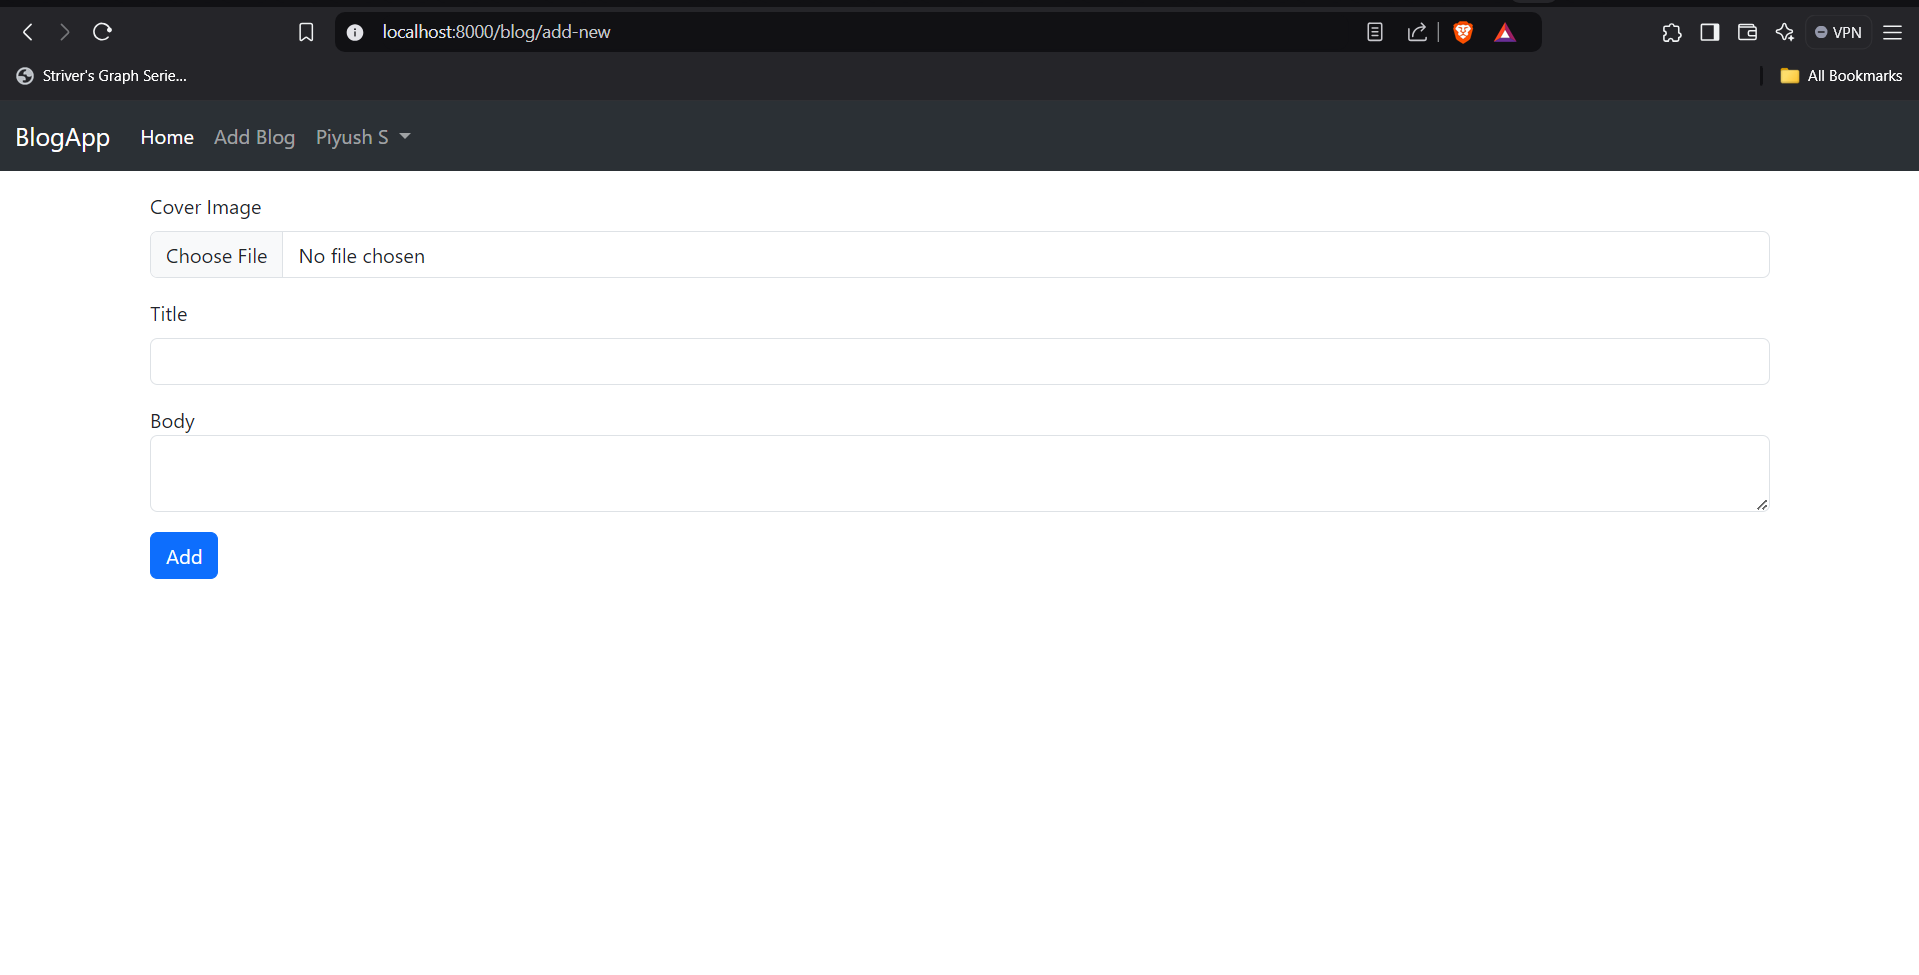 localhost:8000/blog/add-new
VPN
Striver's Graph Serie...
All Bookmarks
BlogApp Home Add Blog Piyush S
Cover Image
Choose File No file chosen
Title
Body
Add